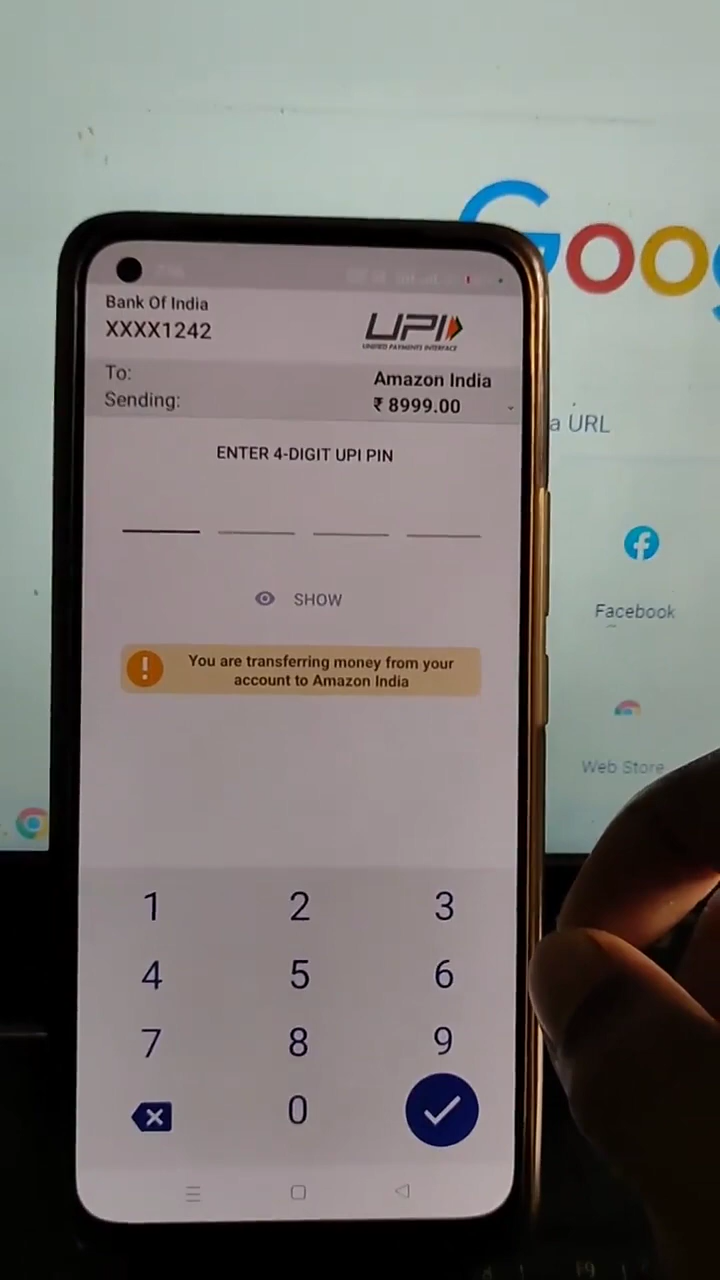 Bank Of India
XXXX1242
UPI
UNIFIED PAYMENTS INTERFACE
To:
Amazon India
Sending:
₹ 8999.00
ENTER 4-DIGIT UPI PIN
SHOW
You are transferring money from your
account to Amazon India
1 2 3
4 5 6
7 8 9
0
Goog
a URL
Facebook
Web Store